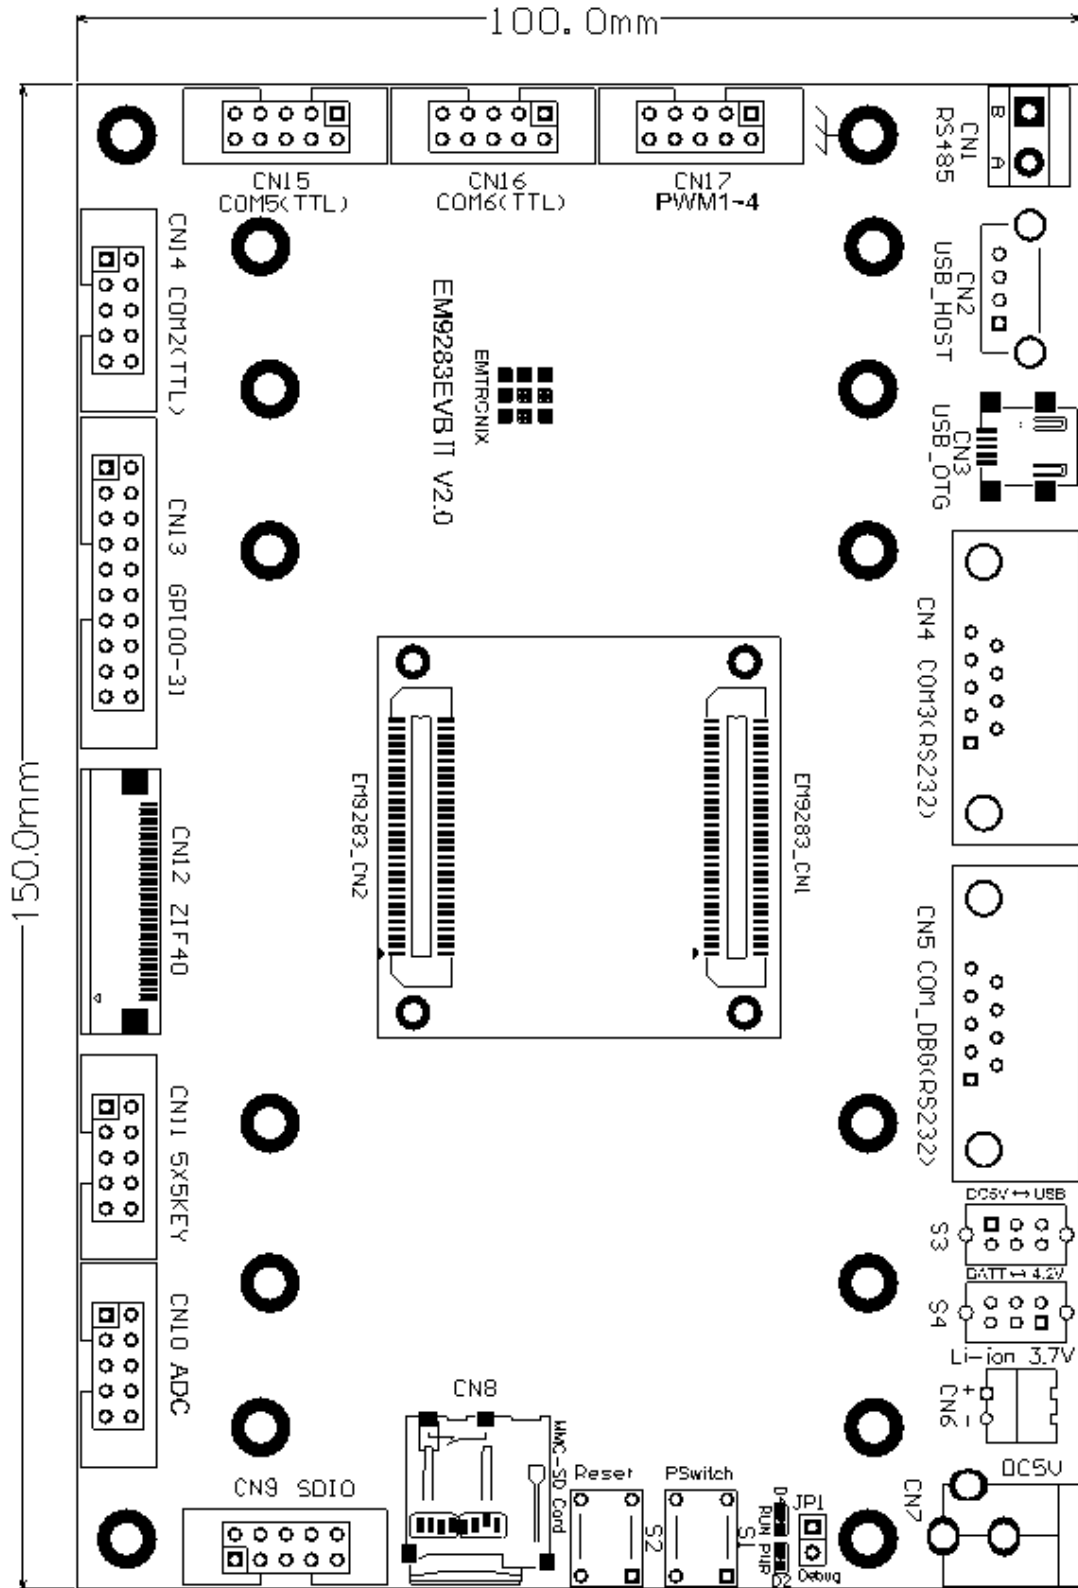 100.0mm
150.0mm
CN15
COM5(TTL)
CN16
COM6(TTL)
CN17
PWM1~4
CN1
RS485
B
A
CN14 COM2(TTL)
CN2
USB_HOST
EM9283EVB II V2.0
EMTRONIX
CN3
USB_OTG
CN13 GPIO0-31
CN4 COM3(RS232)
EM9283_CN2
EM9283_CN1
CN12 ZIF40
CN5 COM_DBG(RS232)
CN11 5X5KEY
DC5V ↔ USB
S3
BATT ↔ 4.2V
S4
CN10 ADC
Li-ion 3.7V
CN6
+
-
CN8
MMC-SD Card
CN9 SDIO
Reset
S2
PSwitch
S1
D4
RUN
PWR
D2
JP1
Debug
DC5V
CN7